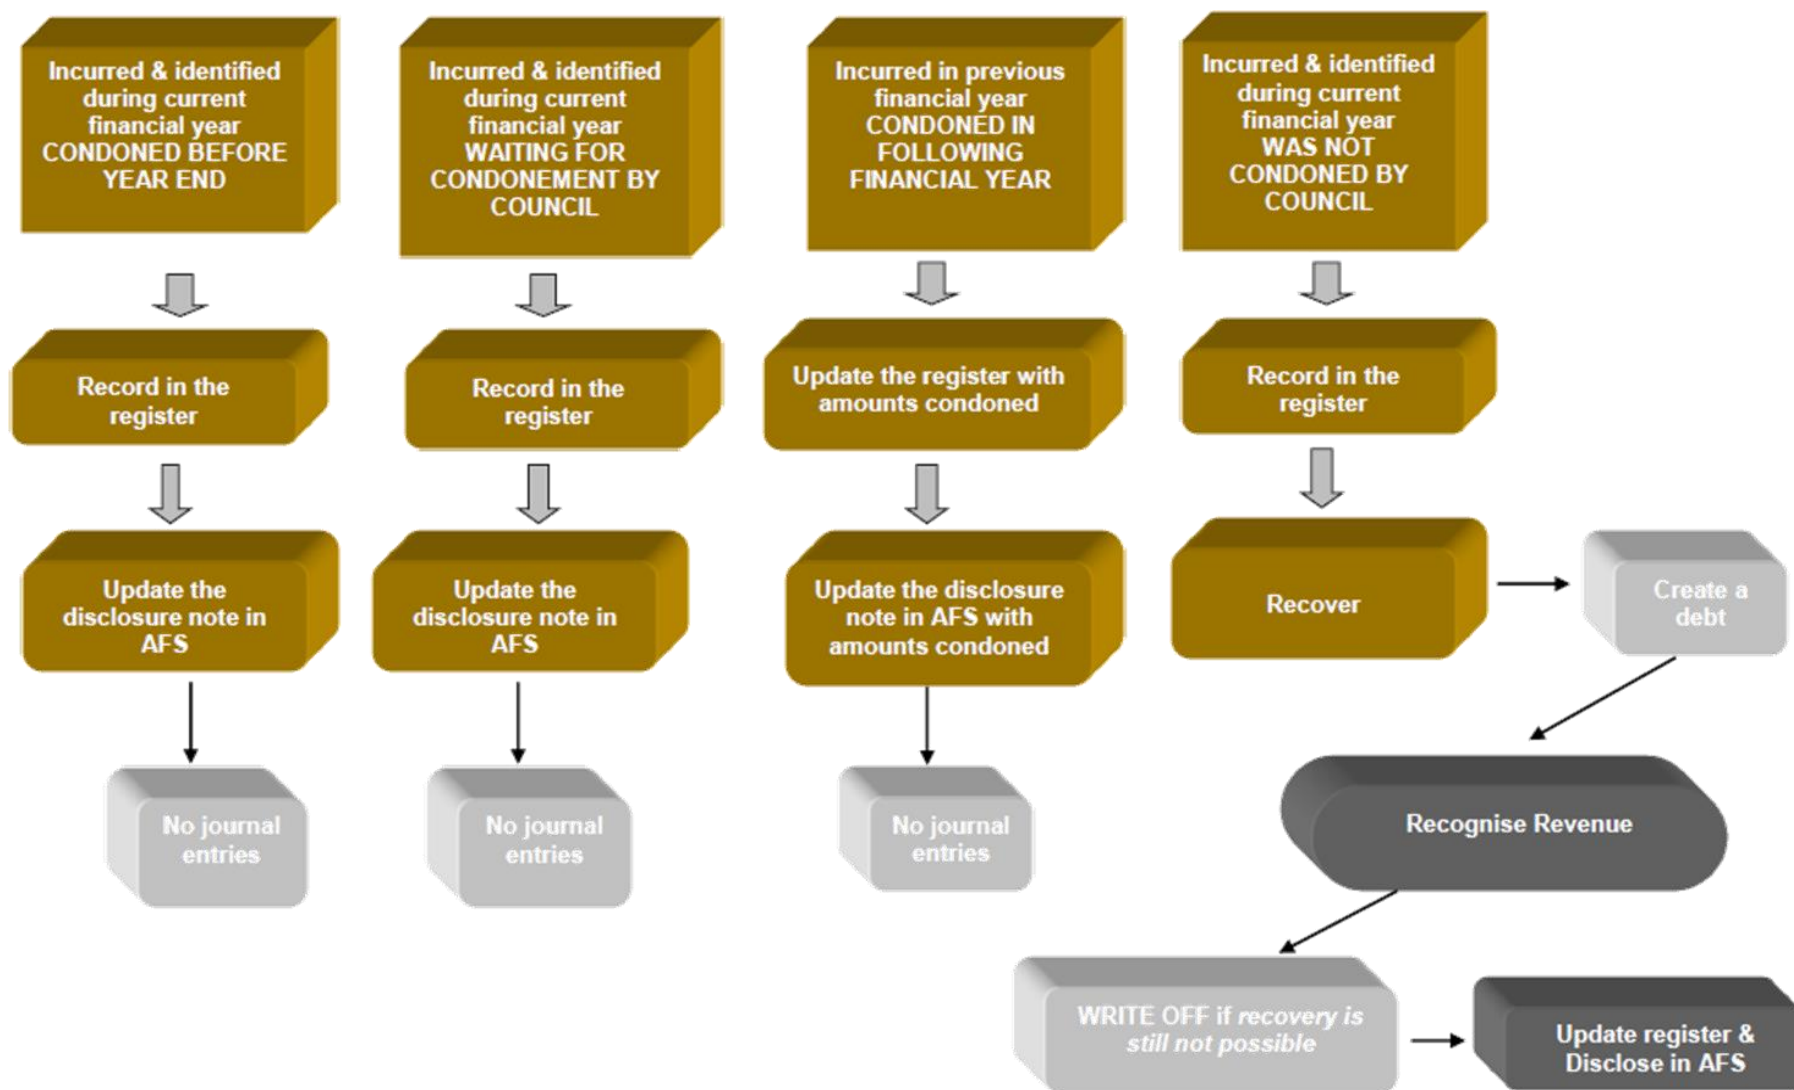 Incurred & identified
during current
financial year
CONDONED BEFORE
YEAR END
Incurred & identified
during current
financial year
WAITING FOR
CONDONEMENT BY
COUNCIL
Incurred in previous
financial year
CONDONED IN
FOLLOWING
FINANCIAL YEAR
Incurred & identified
during current
financial year
WAS NOT
CONDONED BY
COUNCIL
Record in the
register
Record in the
register
Update the register with
amounts condoned
Record in the
register
Update the
disclosure note in
AFS
Update the
disclosure note in
AFS
Update the disclosure
note in AFS with
amounts condoned
Recover
Create a
debt
No journal
entries
No journal
entries
No journal
entries
Recognise Revenue
WRITE OFF if recovery is
still not possible
Update register &
Disclose in AFS